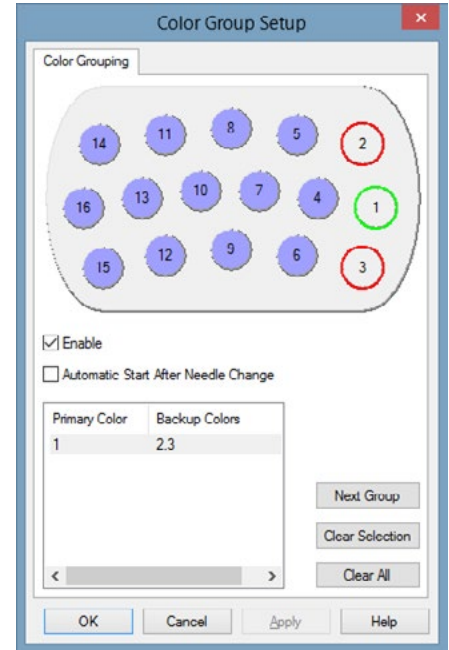 Color Group Setup
Color Grouping
14 11 8 5 2
16 13 10 7 4 1
15 12 9 6 3
Enable
Automatic Start After Needle Change
Primary Color Backup Colors
1 2.3
Next Group
Clear Selection
Clear All
OK Cancel Apply Help